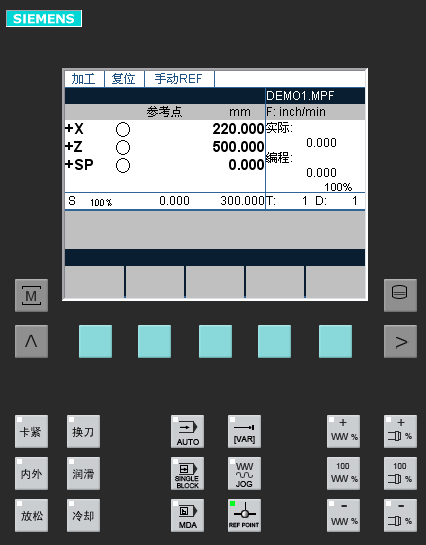 SIEMENS
加工 复位 手动REF
DEMO1.MPF
参考点 mm F: inch/min
+X 220.000 实际:
0.000
+Z 500.000
编程:
+SP 0.000
0.000
100%
S 100% 0.000 300.000 T: 1 D: 1
M
卡紧 换刀 AUTO [VAR] + % + %
内外 润滑 SINGLE BLOCK JOG 100 % 100 %
放松 冷却 MDA REF POINT - % - %